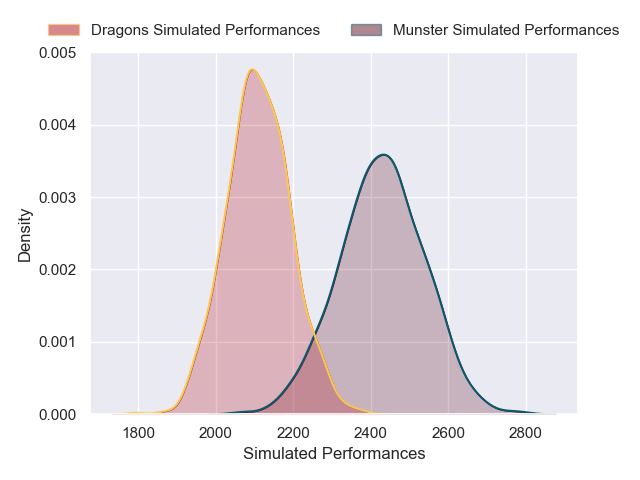 Dragons Simulated Performances Munster Simulated Performances
0.005
0.004
0.003
0.002
0.001
0.000
Density
1800 2000 2200 2400 2600 2800
Simulated Performances